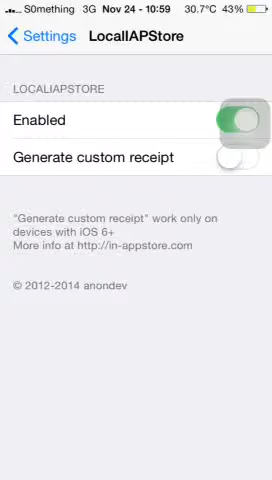 S0mething 3G Nov 24 - 10:59 30.7°C 43%
Settings LocalIAPStore
LOCALIAPSTORE
Enabled
Generate custom receipt
"Generate custom receipt" work only on
devices with iOS 6+
More info at http://in-appstore.com
© 2012-2014 anondev